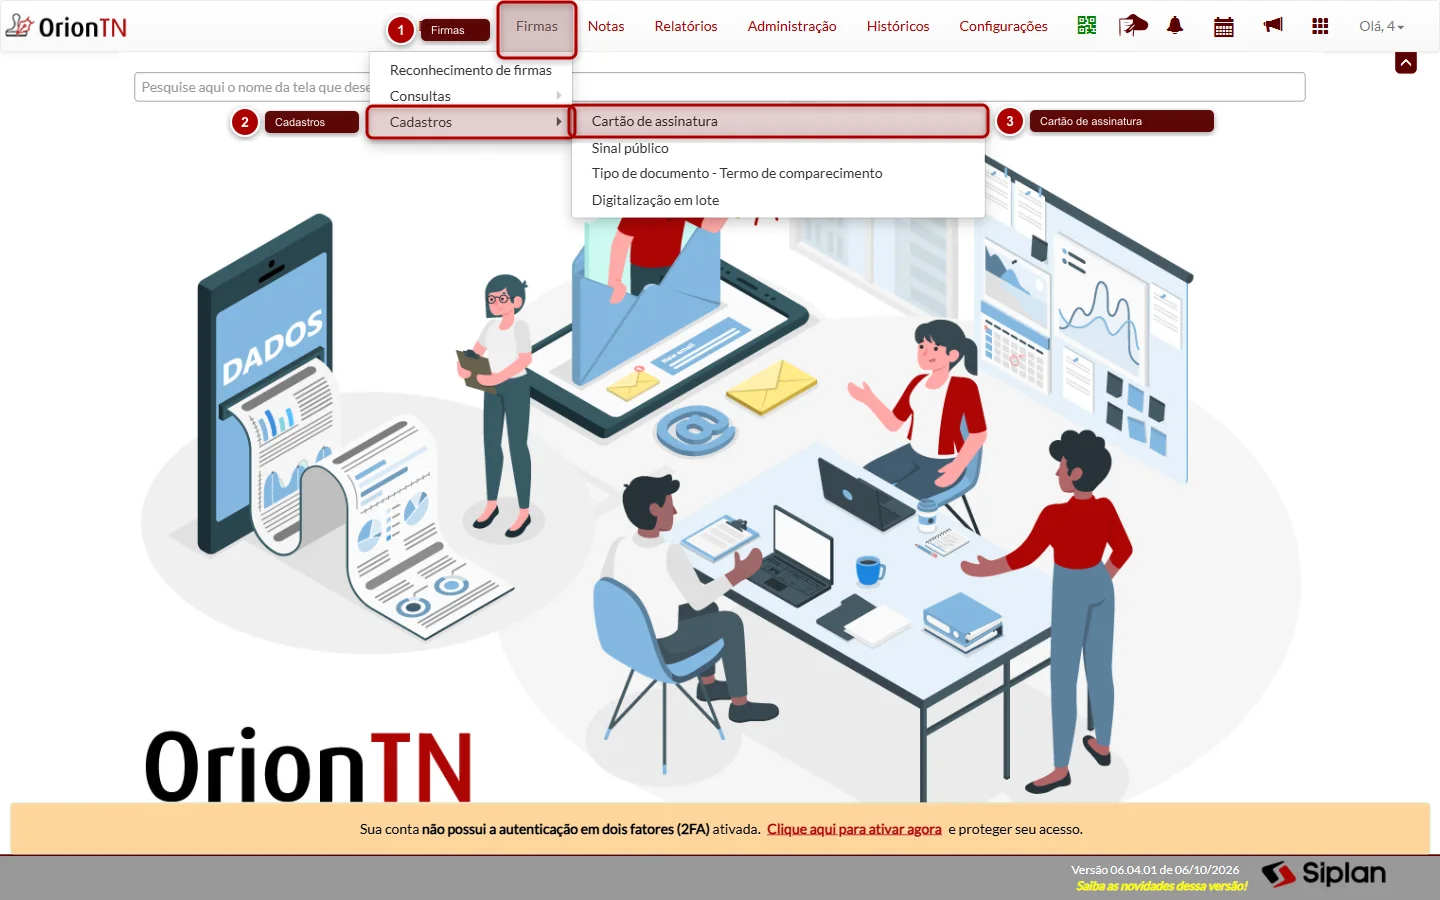 OrionTN
1 Firmas
Firmas
Notas
Relatórios
Administração
Históricos
Configurações
Olá, 4
Reconhecimento de firmas
Pesquise aqui o nome da tela que dese
Consultas
2 Cadastros
Cadastros
Cartão de assinatura
3 Cartão de assinatura
Sinal público
Tipo de documento - Termo de comparecimento
Digitalização em lote
DADOS
New email
@
OrionTN
Sua conta não possui a autenticação em dois fatores (2FA) ativada. Clique aqui para ativar agora e proteger seu acesso.
Versão 06.04.01 de 06/10/2026
Saiba as novidades dessa versão!
Siplan